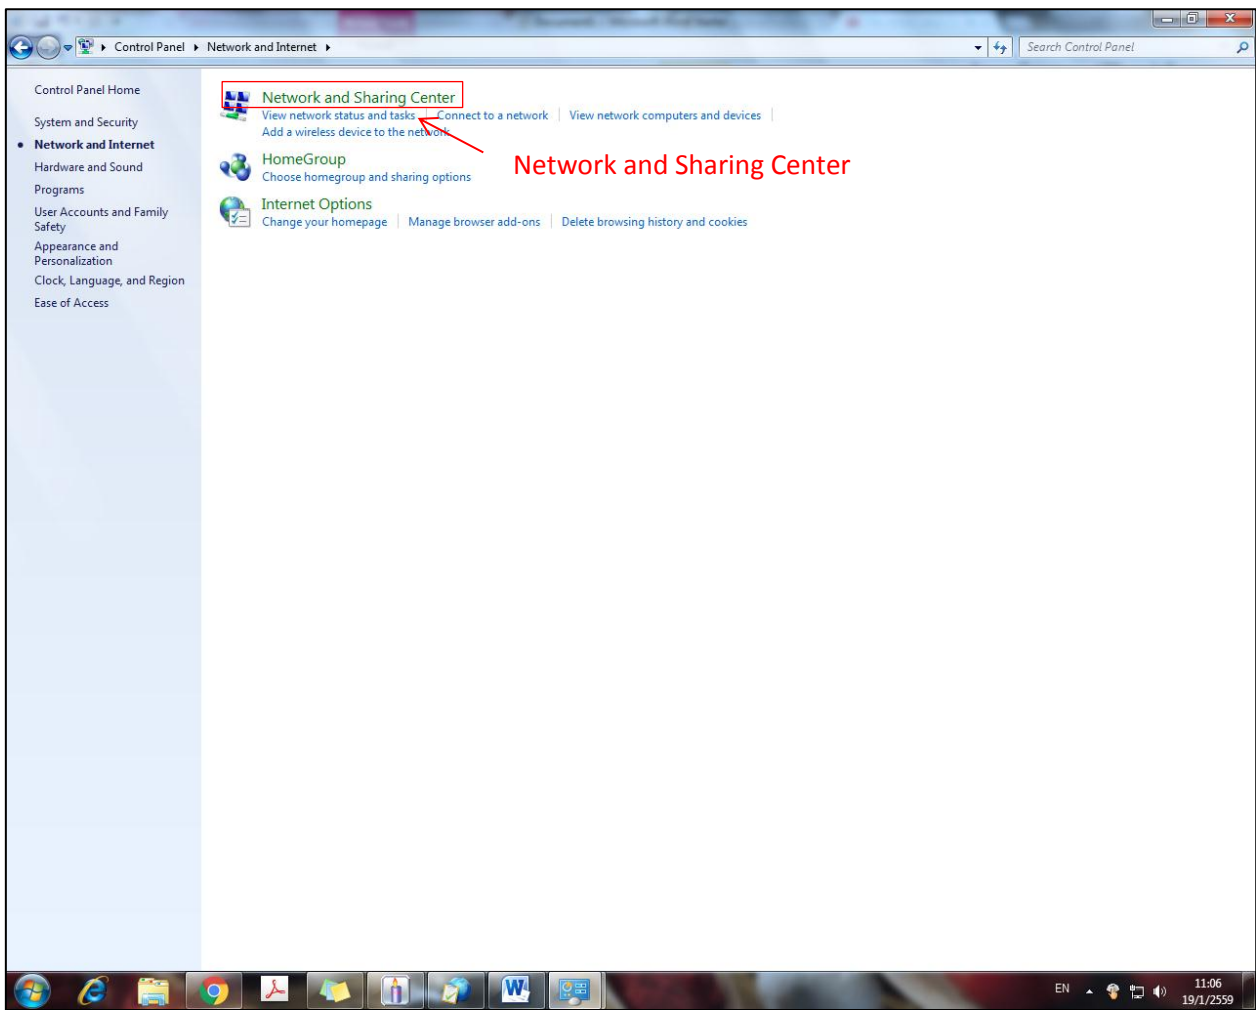 Control Panel
Network and Internet
Search Control Panel
Control Panel Home
System and Security
Network and Internet
Hardware and Sound
Programs
User Accounts and Family
Safety
Appearance and
Personalization
Clock, Language, and Region
Ease of Access
Network and Sharing Center
View network status and tasks
Connect to a network
View network computers and devices
Add a wireless device to the network
Network and Sharing Center
HomeGroup
Choose homegroup and sharing options
Internet Options
Change your homepage
Manage browser add-ons
Delete browsing history and cookies
EN
11:06
19/1/2559